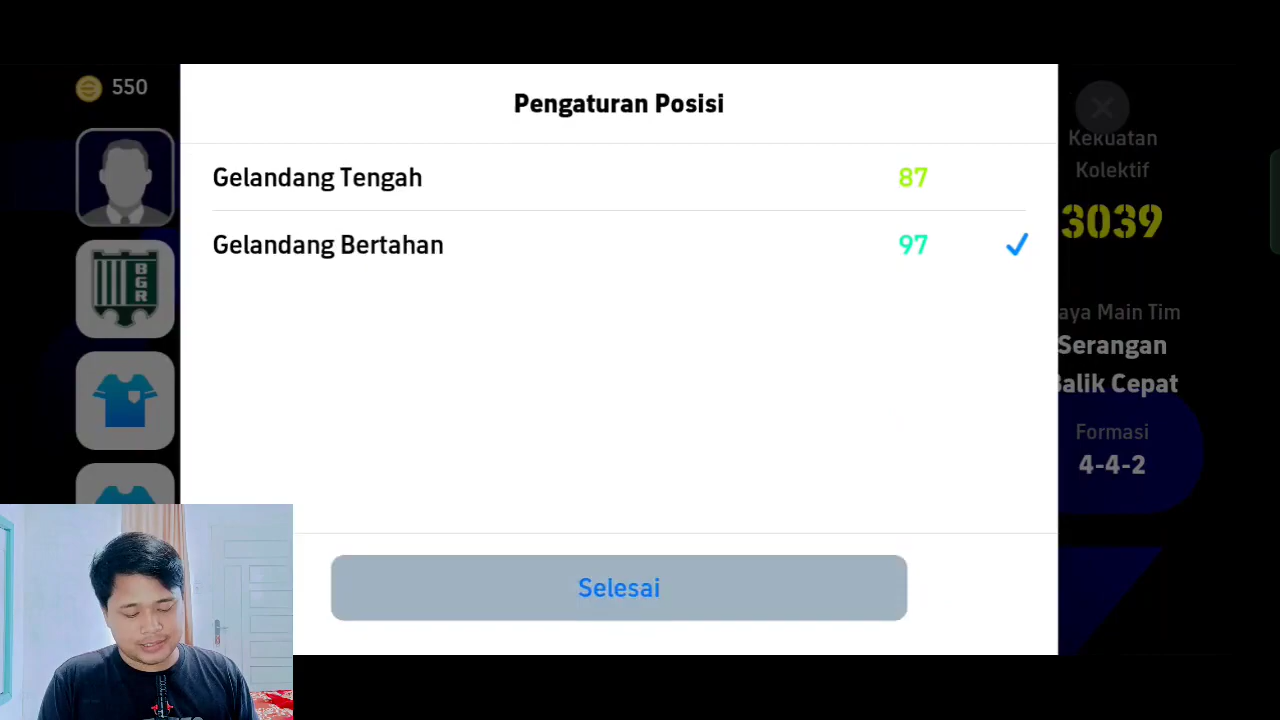 550
Pengaturan Posisi
Gelandang Tengah 87
Gelandang Bertahan 97
Selesai
Kekuatan
Kolektif
3039
aya Main Tim
Serangan
Balik Cepat
Formasi
4-4-2
BGR